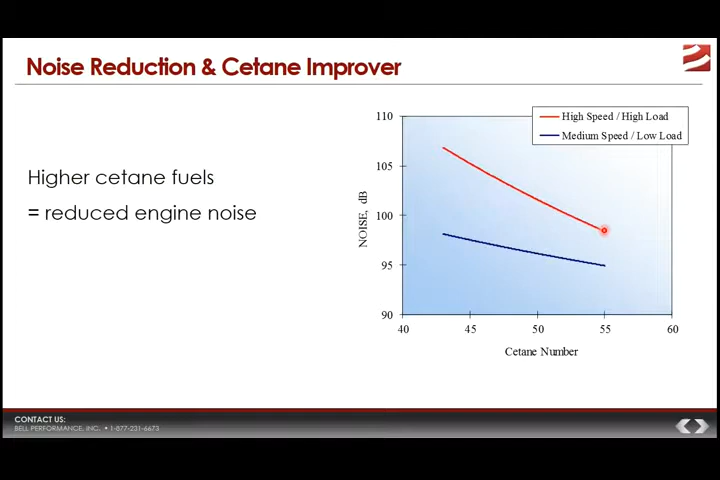 Noise Reduction & Cetane Improver
Higher cetane fuels
= reduced engine noise
High Speed / High Load
Medium Speed / Low Load
110
105
100
95
90
NOISE, dB
40 45 50 55 60
Cetane Number
CONTACT US:
BELL PERFORMANCE, INC. • 1-877-231-6673